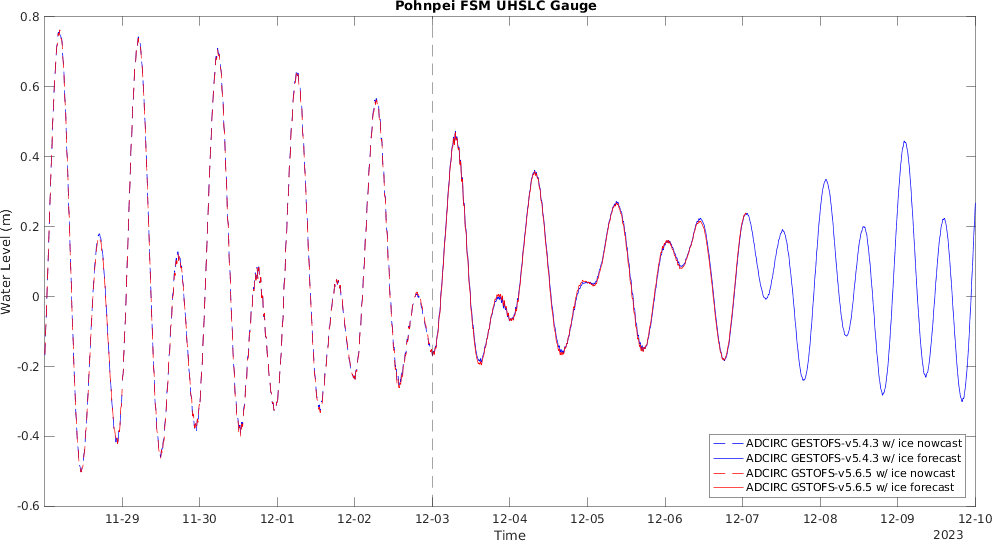 Pohnpei FSM UHSLC Gauge
Water Level (m)
0.8
0.6
0.4
0.2
0
-0.2
-0.4
-0.6
ADCIRC GESTOFS-v5.4.3 w/ ice nowcast
ADCIRC GESTOFS-v5.4.3 w/ ice forecast
ADCIRC GSTOFS-v5.6.5 w/ ice nowcast
ADCIRC GSTOFS-v5.6.5 w/ ice forecast
11-29 11-30 12-01 12-02 12-03 12-04 12-05 12-06 12-07 12-08 12-09 12-10
Time
2023